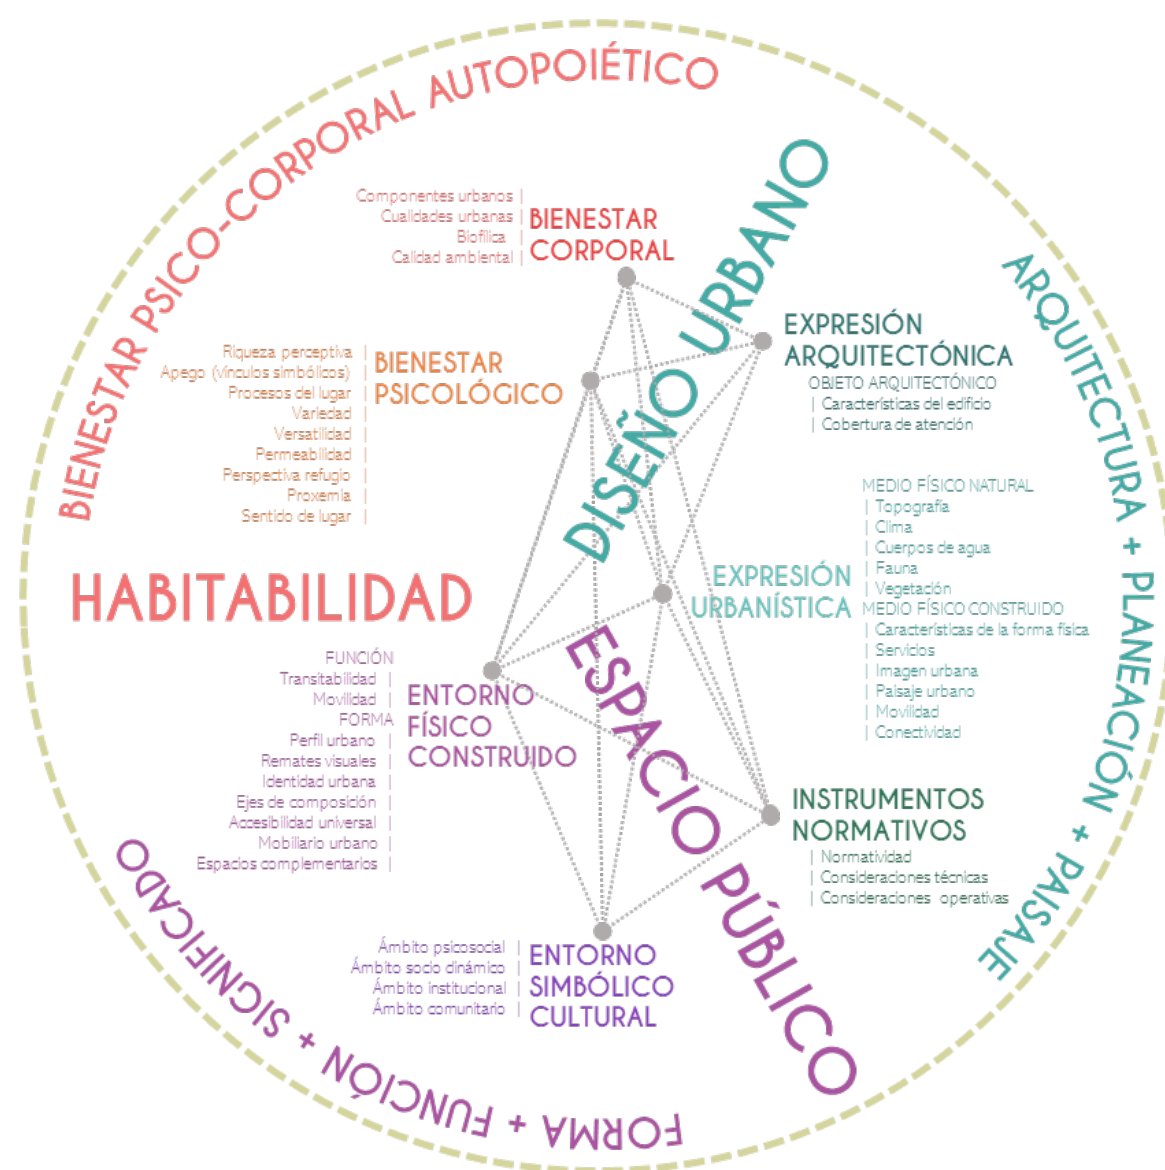 BIENESTAR PSICO-CORPORAL AUTOPOIÉTICO
Componentes urbanos |
Cualidades urbanas |
Biofílica |
Calidad ambiental |
BIENESTAR
CORPORAL
DISEÑO URBANO
ARQUITECTURA + PLANEACIÓN + PAISAJE
EXPRESIÓN
ARQUITECTÓNICA
OBJETO ARQUITECTÓNICO
| Características del edificio
| Cobertura de atención
Riqueza perceptiva |
Apego (vínculos simbólicos) |
Procesos del lugar |
Variedad |
Versatilidad |
Permeabilidad |
Perspectiva refugio |
Proxemia |
Sentido de lugar |
BIENESTAR
PSICOLÓGICO
HABITABILIDAD
EXPRESIÓN
URBANÍSTICA
MEDIO FÍSICO NATURAL
| Topografía
| Clima
| Cuerpos de agua
| Fauna
| Vegetación
MEDIO FÍSICO CONSTRUIDO
| Características de la forma física
| Servicios
| Imagen urbana
| Paisaje urbano
| Movilidad
| Conectividad
FUNCIÓN
Transitabilidad |
Movilidad |
FORMA
Perfil urbano |
Remates visuales |
Identidad urbana |
Ejes de composición |
Accesibilidad universal |
Mobiliario urbano |
Espacios complementarios |
ENTORNO
FÍSICO
CONSTRUIDO
ESPACIO PÚBLICO
INSTRUMENTOS
NORMATIVOS
| Normatividad
| Consideraciones técnicas
| Consideraciones operativas
Ámbito psicosocial |
Ámbito socio dinámico |
Ámbito institucional |
Ámbito comunitario |
ENTORNO
SIMBÓLICO
CULTURAL
FORMA + FUNCIÓN + SIGNIFICADO